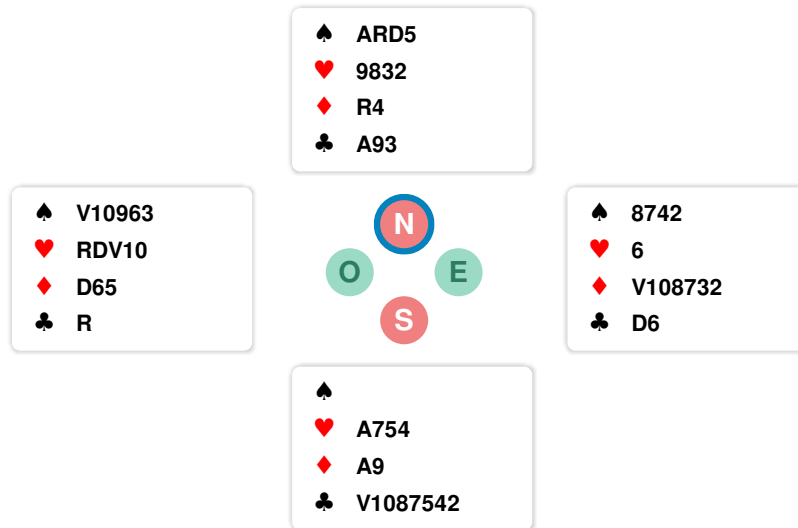 ♠ ARD5
♥ 9832
♦ R4
♣ A93
♠ V10963
♥ RDV10
♦ D65
♣ R
N
O E
S
♠ 8742
♥ 6
♦ V108732
♣ D6
♠
♥ A754
♦ A9
♣ V1087542